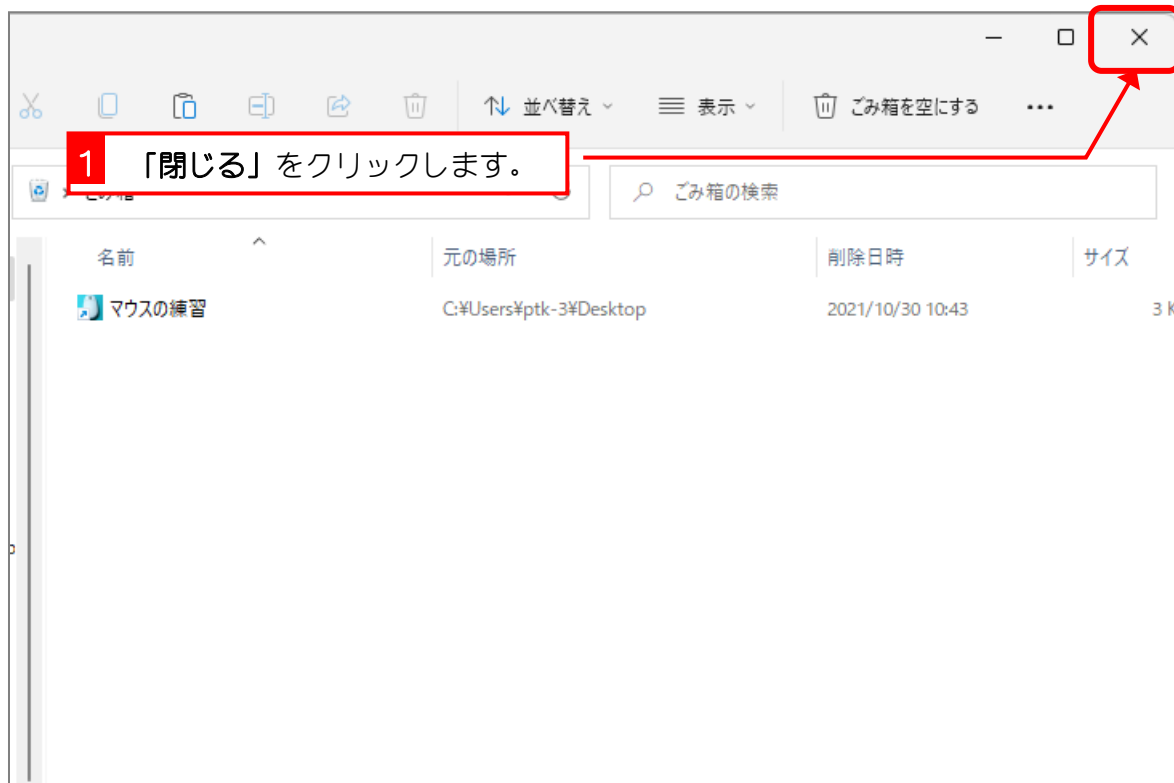 並べ替え 表示 ごみ箱を空にする •••
1 「閉じる」をクリックします。
ごみ箱の検索
名前 元の場所 削除日時 サイズ
マウスの練習 C:¥Users¥ptk-3¥Desktop 2021/10/30 10:43 3 K